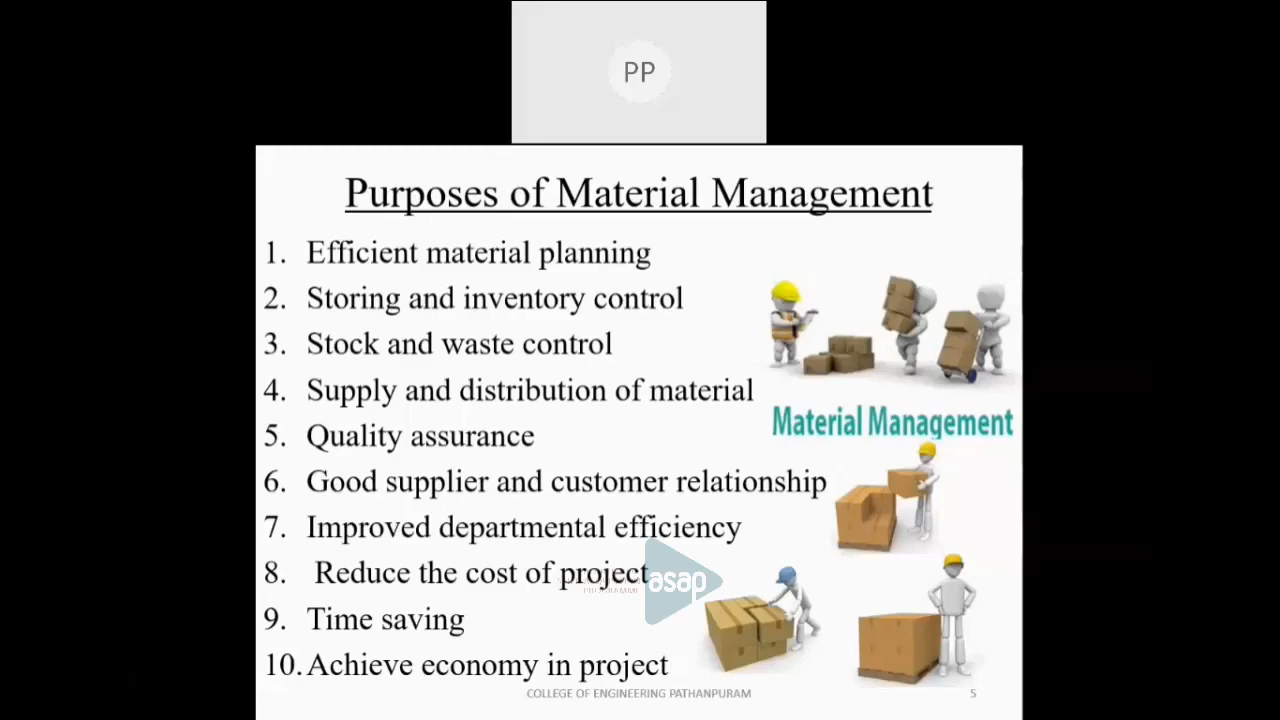 PP
Purposes of Material Management
1. Efficient material planning
2. Storing and inventory control
3. Stock and waste control
4. Supply and distribution of material
Material Management
5. Quality assurance
6. Good supplier and customer relationship
7. Improved departmental efficiency
8. Reduce the cost of project
asap
PROGRAMME
9. Time saving
10. Achieve economy in project
COLLEGE OF ENGINEERING PATHANPURAM 5